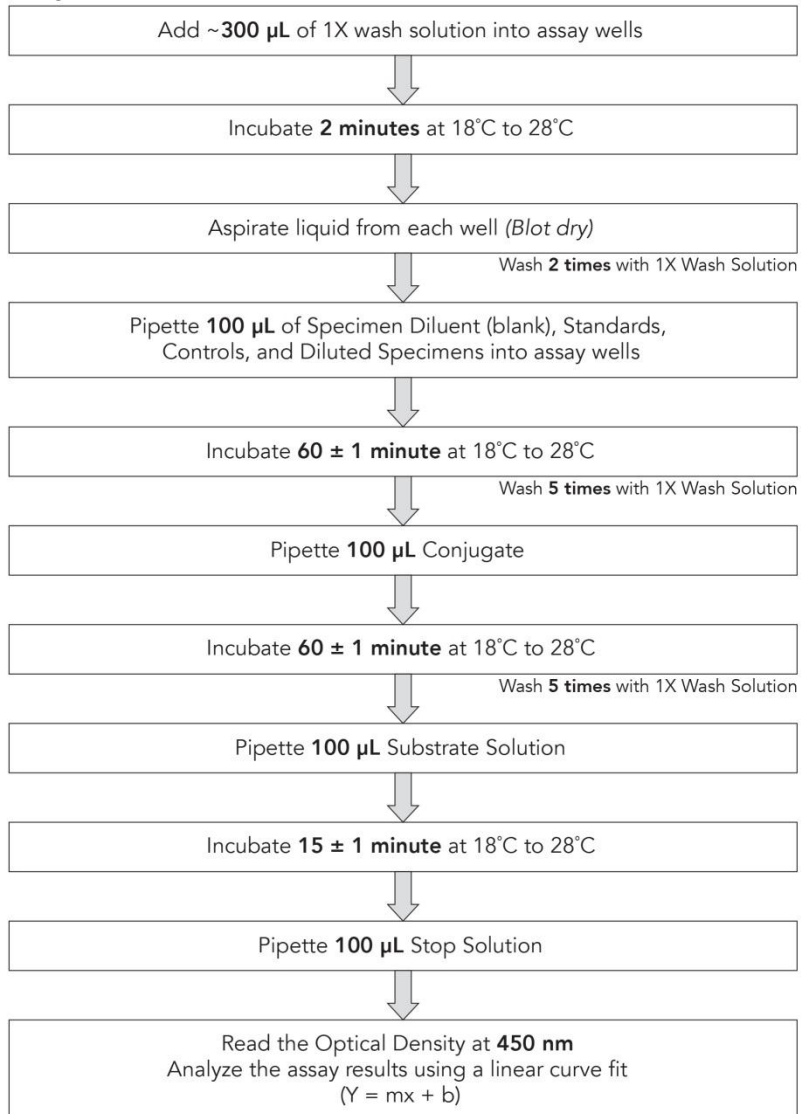 Add ~300 µL of 1X wash solution into assay wells
Incubate 2 minutes at 18˚C to 28˚C
Aspirate liquid from each well (Blot dry)
Wash 2 times with 1X Wash Solution
Pipette 100 µL of Specimen Diluent (blank), Standards,
Controls, and Diluted Specimens into assay wells
Incubate 60 ± 1 minute at 18˚C to 28˚C
Wash 5 times with 1X Wash Solution
Pipette 100 µL Conjugate
Incubate 60 ± 1 minute at 18˚C to 28˚C
Wash 5 times with 1X Wash Solution
Pipette 100 µL Substrate Solution
Incubate 15 ± 1 minute at 18˚C to 28˚C
Pipette 100 µL Stop Solution
Read the Optical Density at 450 nm
Analyze the assay results using a linear curve fit
(Y = mx + b)